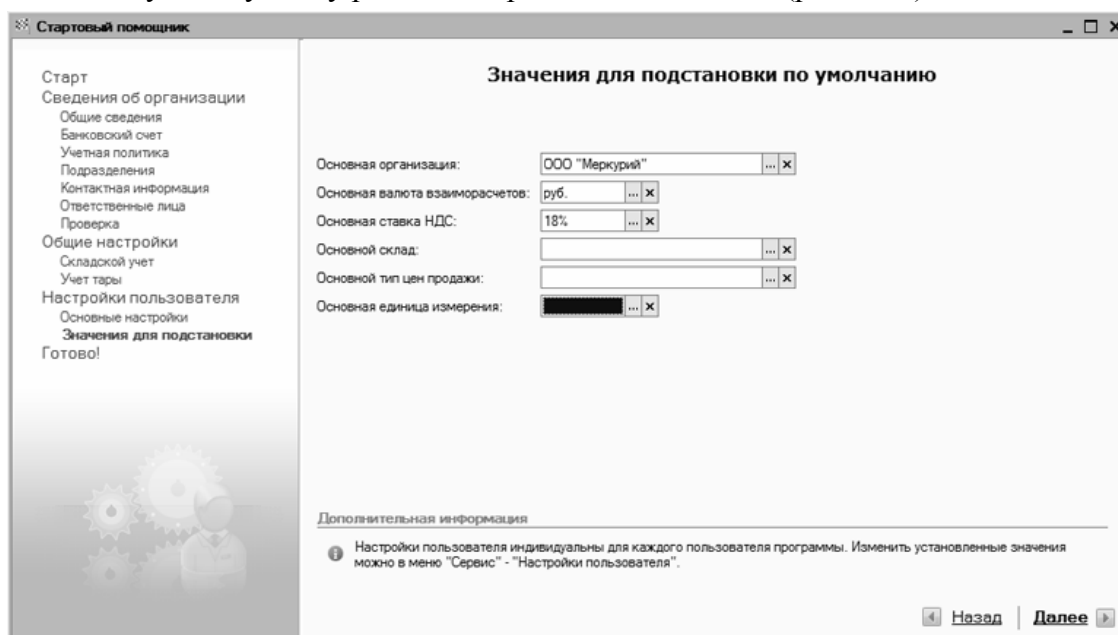 Стартовый помощник
Старт
Сведения об организации
Общие сведения
Банковский счет
Учетная политика
Подразделения
Контактная информация
Ответственные лица
Проверка
Общие настройки
Складской учет
Учет тары
Настройки пользователя
Основные настройки
Значения для подстановки
Готово!
Значения для подстановки по умолчанию
Основная организация: ООО "Меркурий"
Основная валюта взаиморасчетов: руб.
Основная ставка НДС: 18%
Основной склад:
Основной тип цен продажи:
Основная единица измерения:
Дополнительная информация
Настройки пользователя индивидуальны для каждого пользователя программы. Изменить установленные значения
можно в меню "Сервис" - "Настройки пользователя".
Назад Далее